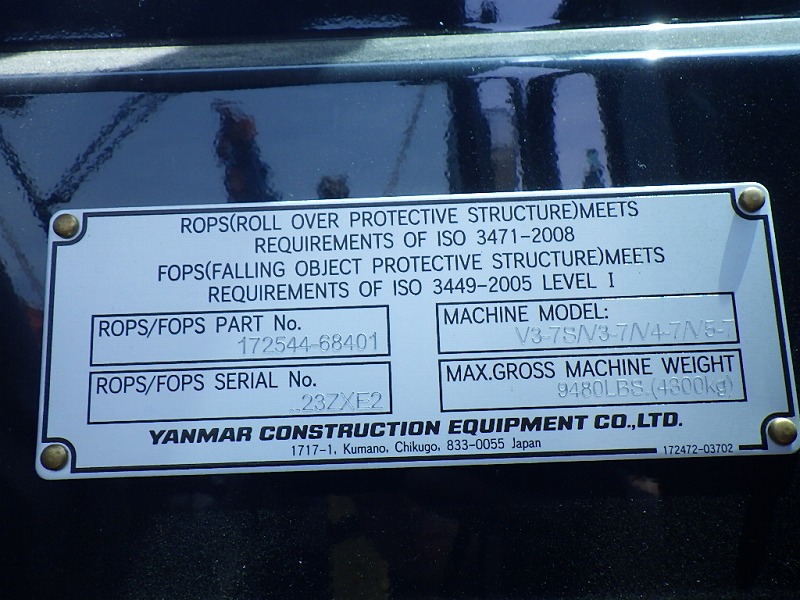 ROPS(ROLL OVER PROTECTIVE STRUCTURE)MEETS
REQUIREMENTS OF ISO 3471-2008
FOPS(FALLING OBJECT PROTECTIVE STRUCTURE)MEETS
REQUIREMENTS OF ISO 3449-2005 LEVEL I
ROPS/FOPS PART No.
172544-68401
MACHINE MODEL:
V3-7S/V3-7/V4-7/V5-7
ROPS/FOPS SERIAL No.
MAX.GROSS MACHINE WEIGHT
9480LBS.(4300kg)
YANMAR CONSTRUCTION EQUIPMENT CO.,LTD.
1717-1, Kumano, Chikugo, 833-0055 Japan
172472-03702